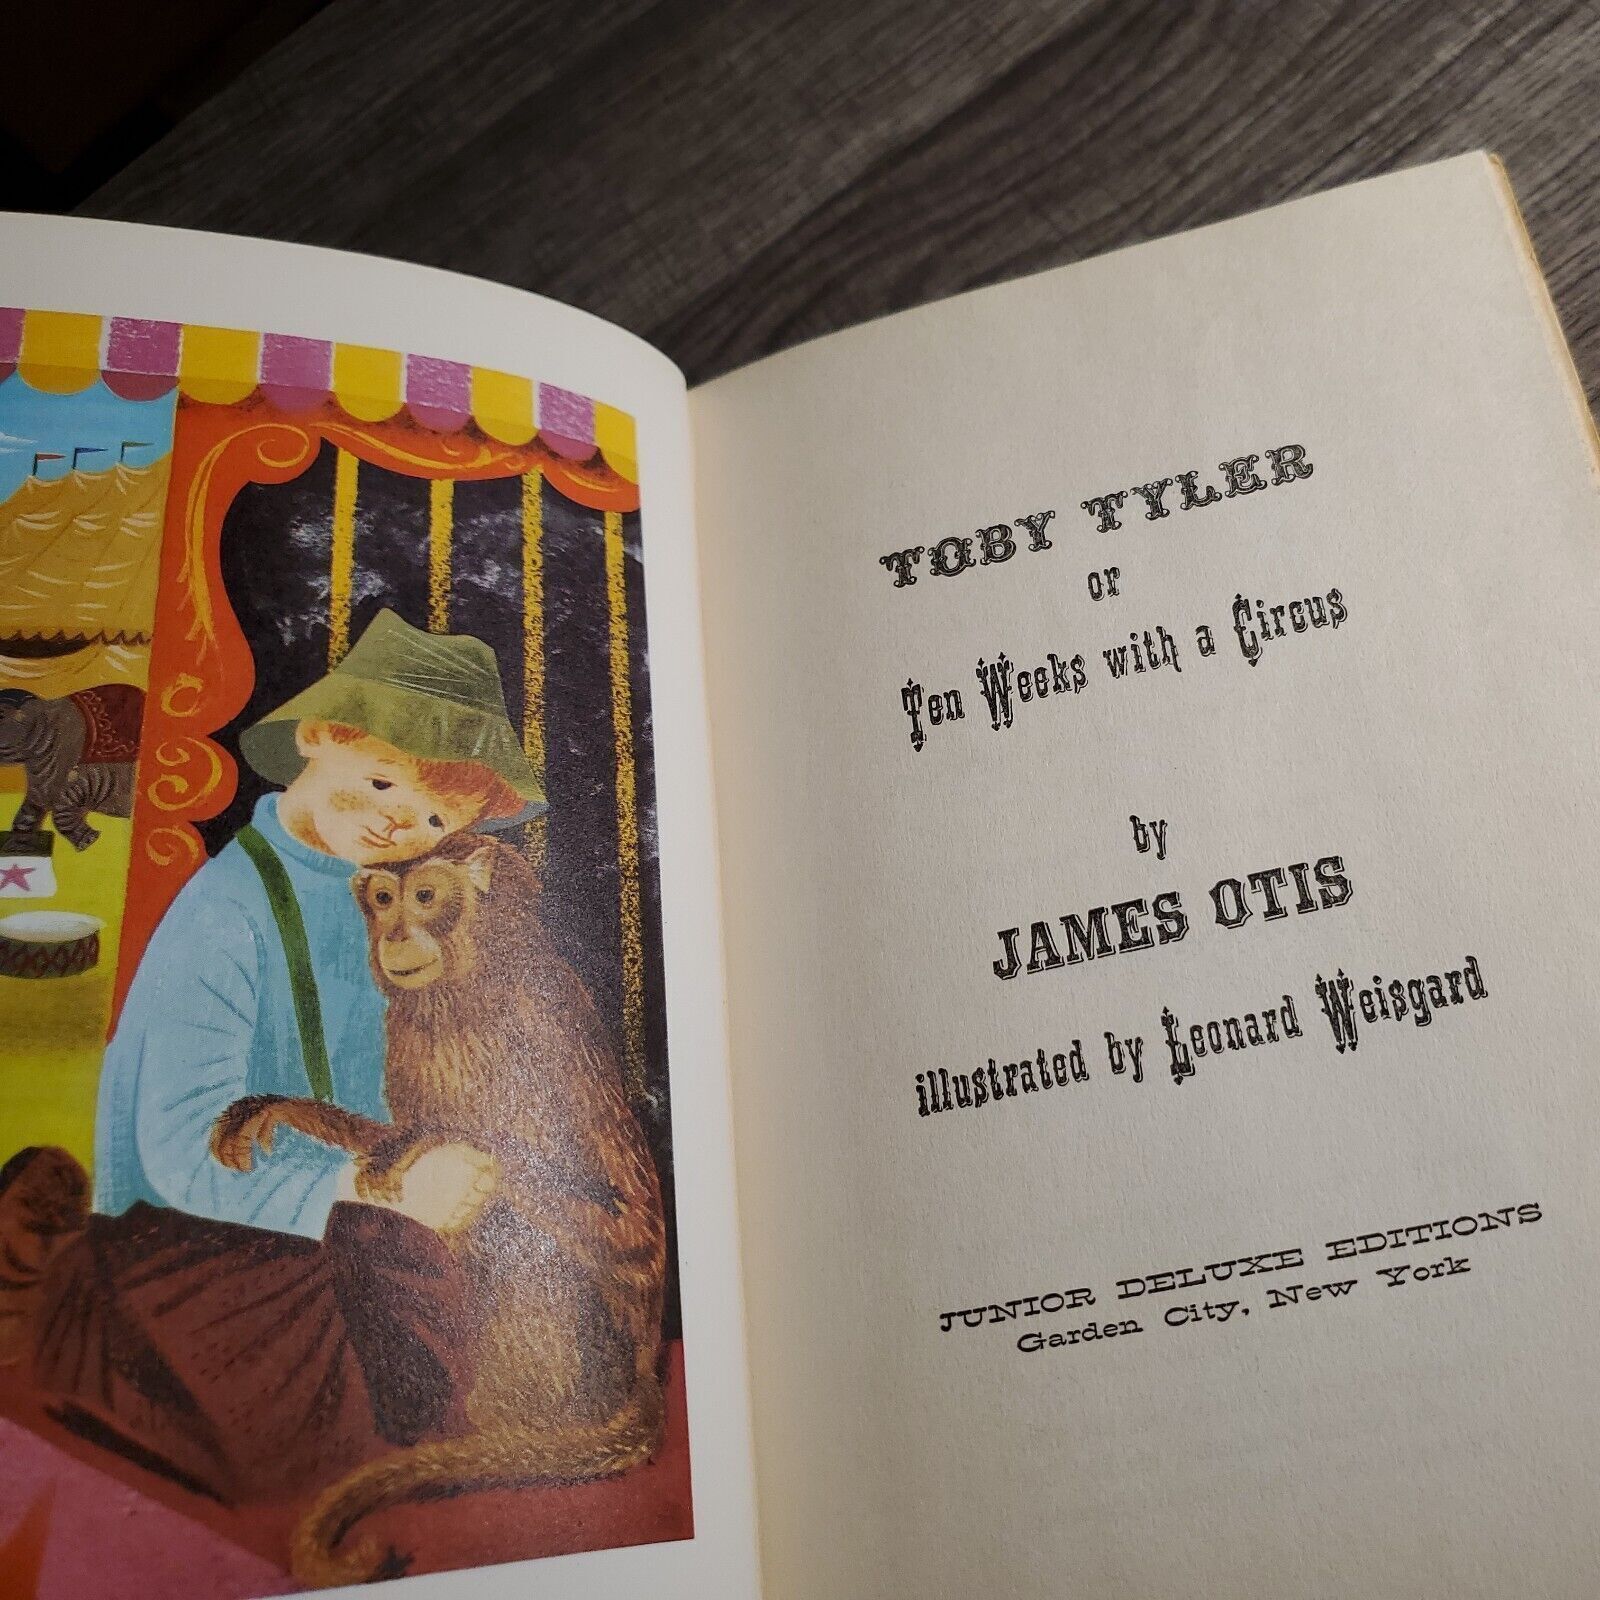 TOBY TYLER
or
Ten Weeks with a Circus
by
JAMES OTIS
illustrated by Leonard Weisgard
JUNIOR DELUXE EDITIONS
Garden City, New York